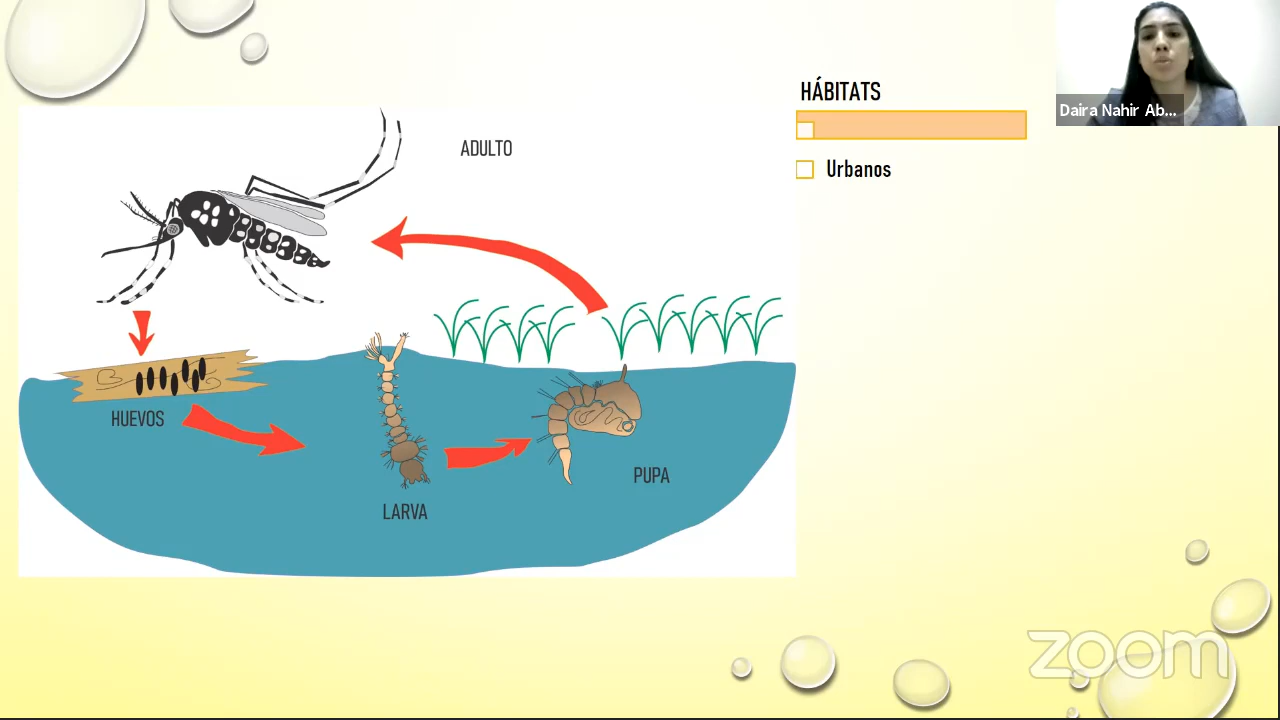 HÁBITATS
Daira Nahir Ab...
ADULTO
Urbanos
HUEVOS
PUPA
LARVA
zoom